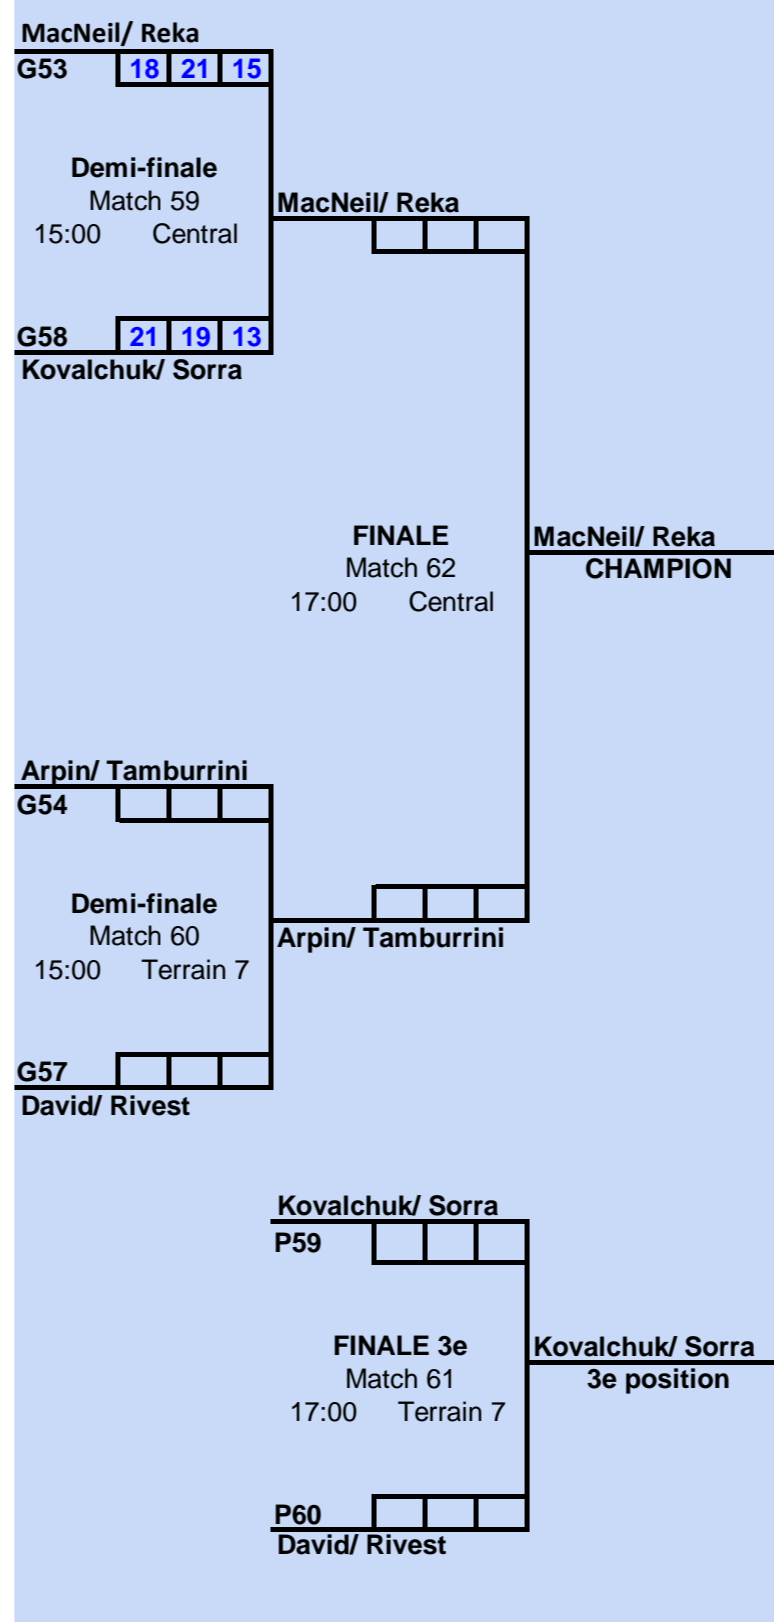 MacNeil/ Reka
G53 18 21 15
Demi-finale
Match 59
15:00 Central
G58 21 19 13
Kovalchuk/ Sorra
MacNeil/ Reka
FINALE
Match 62
17:00 Central
MacNeil/ Reka
CHAMPION
Arpin/ Tamburrini
G54
Demi-finale
Match 60
15:00 Terrain 7
G57
David/ Rivest
Arpin/ Tamburrini
Kovalchuk/ Sorra
P59
FINALE 3e
Match 61
17:00 Terrain 7
P60
David/ Rivest
Kovalchuk/ Sorra
3e position